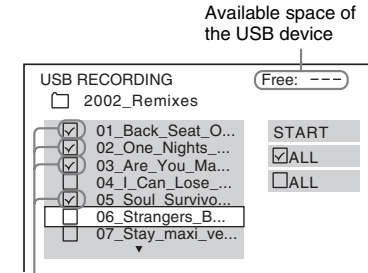 Available space of
the USB device
USB RECORDING
Free: ---
2002_Remixes
01_Back_Seat_O...
02_One_Nights_...
03_Are_You_Ma...
04_I_Can_Lose_...
05_Soul_Survivo...
06_Strangers_B...
07_Stay_maxi_ve...
START
ALL
ALL